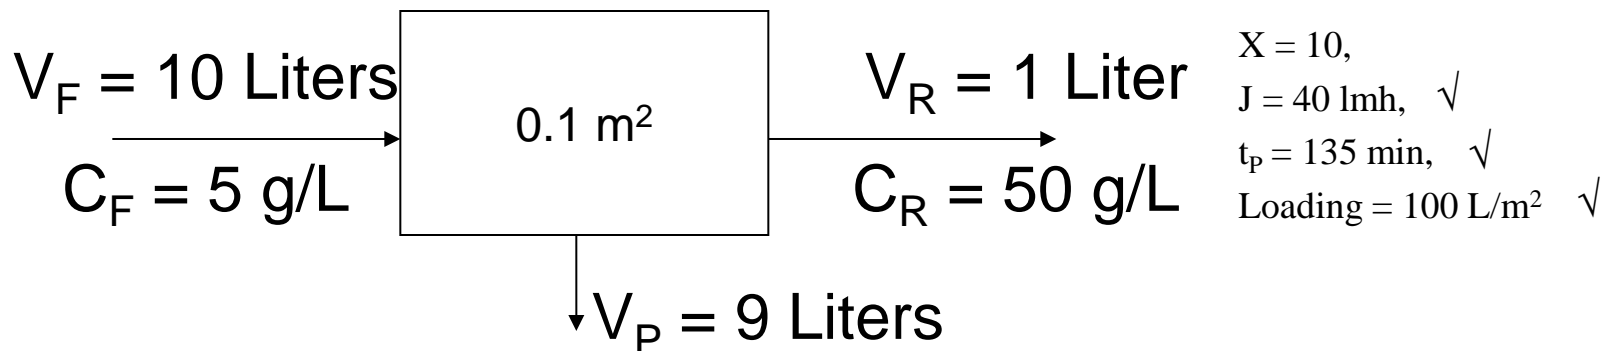 V_F = 10 Liters
C_F = 5 g/L
0.1 m²
V_R = 1 Liter
C_R = 50 g/L
V_P = 9 Liters
X = 10,
J = 40 lmh, √
t_P = 135 min, √
Loading = 100 L/m² √